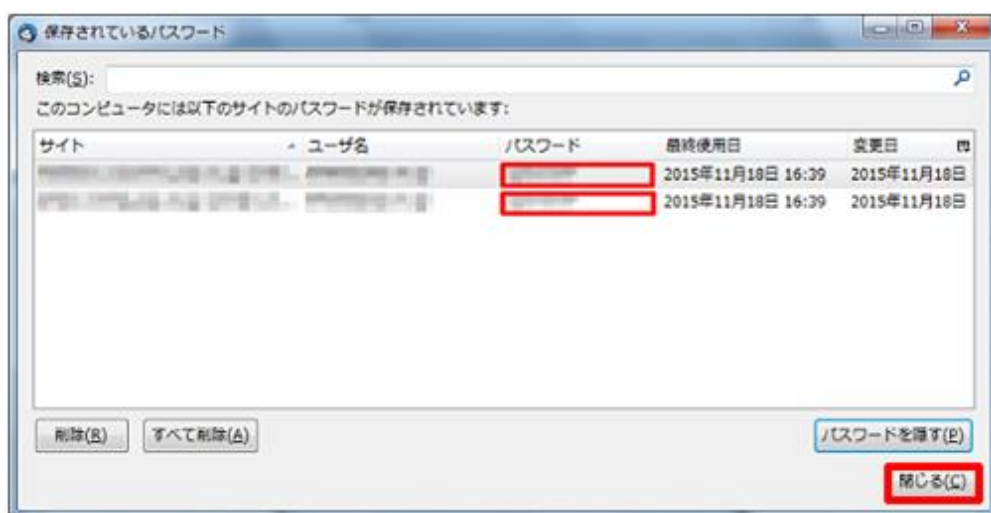 保存されているパスワード
検索(S):
このコンピュータには以下のサイトのパスワードが保存されています:
サイト ユーザ名 パスワード 最終使用日 変更日
2015年11月18日 16:39 2015年11月18日
2015年11月18日 16:39 2015年11月18日
削除(R) すべて削除(A) パスワードを隠す(P)
閉じる(C)